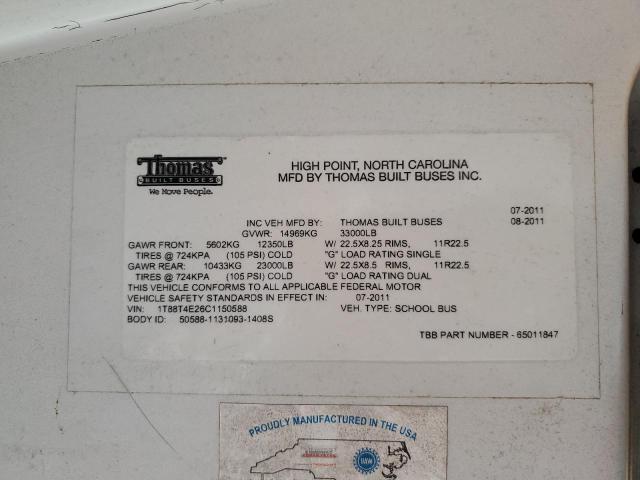 Thomas
BUILT BUSES
We Move People.
HIGH POINT, NORTH CAROLINA
MFD BY THOMAS BUILT BUSES INC.
07-2011
INC VEH MFD BY: THOMAS BUILT BUSES 08-2011
GVWR: 14969KG 33000LB
GAWR FRONT: 5602KG 12350LB W/ 22.5X8.25 RIMS, 11R22.5
TIRES @ 724KPA (105 PSI) COLD "G" LOAD RATING SINGLE
GAWR REAR: 10433KG 23000LB W/ 22.5X8.5 RIMS, 11R22.5
TIRES @ 724KPA (105 PSI) COLD "G" LOAD RATING DUAL
THIS VEHICLE CONFORMS TO ALL APPLICABLE FEDERAL MOTOR
VEHICLE SAFETY STANDARDS IN EFFECT IN: 07-2011
VIN: 1T88T4E26C1150588 VEH. TYPE: SCHOOL BUS
BODY ID: 50588-1131093-1408S
TBB PART NUMBER - 65011847
PROUDLY MANUFACTURED IN THE USA
Thomas
UAW